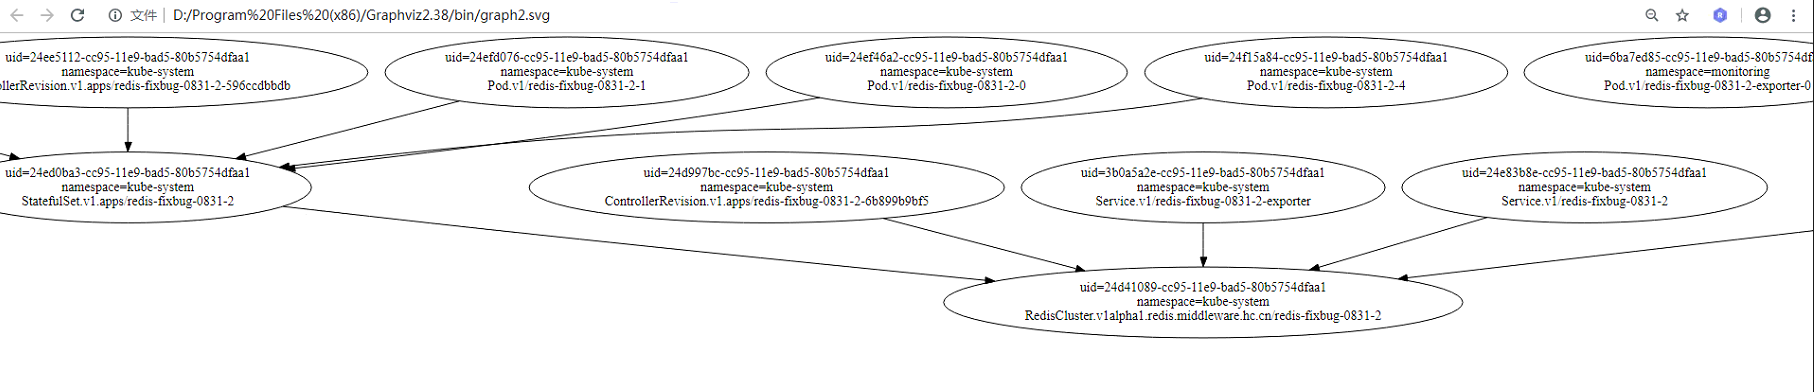 文件
D:/Program%20Files%20(x86)/Graphviz2.38/bin/graph2.svg
uid=24ee5112-cc95-11e9-bad5-80b5754dfaa1
namespace=kube-system
ollerRevision.v1.apps/redis-fixbug-0831-2-596ccdbbdb
uid=24efd076-cc95-11e9-bad5-80b5754dfaa1
namespace=kube-system
Pod.v1/redis-fixbug-0831-2-1
uid=24ef46a2-cc95-11e9-bad5-80b5754dfaa1
namespace=kube-system
Pod.v1/redis-fixbug-0831-2-0
uid=24f15a84-cc95-11e9-bad5-80b5754dfaa1
namespace=kube-system
Pod.v1/redis-fixbug-0831-2-4
uid=6ba7ed85-cc95-11e9-bad5-80b5754df
namespace=monitoring
Pod.v1/redis-fixbug-0831-2-exporter-0
uid=24ed0ba3-cc95-11e9-bad5-80b5754dfaa1
namespace=kube-system
StatefulSet.v1.apps/redis-fixbug-0831-2
uid=24d997bc-cc95-11e9-bad5-80b5754dfaa1
namespace=kube-system
ControllerRevision.v1.apps/redis-fixbug-0831-2-6b899b9bf5
uid=3b0a5a2e-cc95-11e9-bad5-80b5754dfaa1
namespace=kube-system
Service.v1/redis-fixbug-0831-2-exporter
uid=24e83b8e-cc95-11e9-bad5-80b5754dfaa1
namespace=kube-system
Service.v1/redis-fixbug-0831-2
uid=24d41089-cc95-11e9-bad5-80b5754dfaa1
namespace=kube-system
RedisCluster.v1alpha1.redis.middleware.hc.cn/redis-fixbug-0831-2